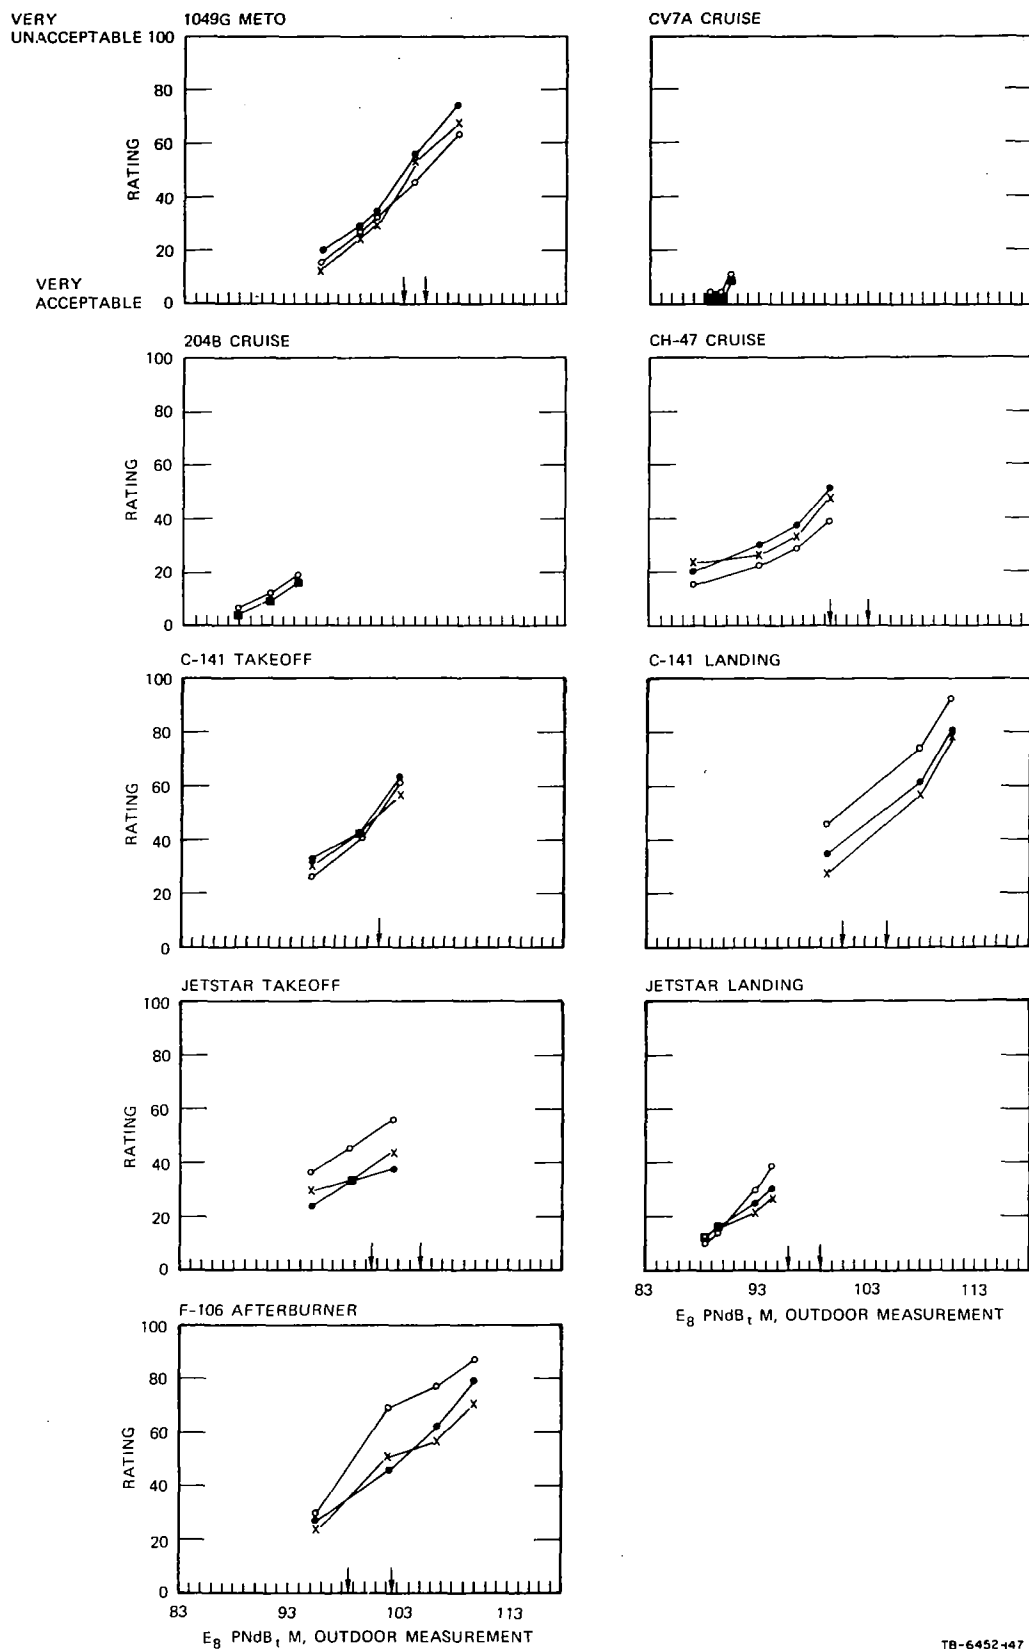 VERY
UNACCEPTABLE
1049G METO
100
80
60
40
20
0
RATING
VERY
ACCEPTABLE
CV7A CRUISE
204B CRUISE
100
80
60
40
20
0
RATING
CH-47 CRUISE
C-141 TAKEOFF
100
80
60
40
20
0
RATING
C-141 LANDING
JETSTAR TAKEOFF
100
80
60
40
20
0
RATING
JETSTAR LANDING
83 93 103 113
E8 PNdBt M, OUTDOOR MEASUREMENT
F-106 AFTERBURNER
100
80
60
40
20
0
RATING
83 93 103 113
E8 PNdBt M, OUTDOOR MEASUREMENT
TB-6452-147